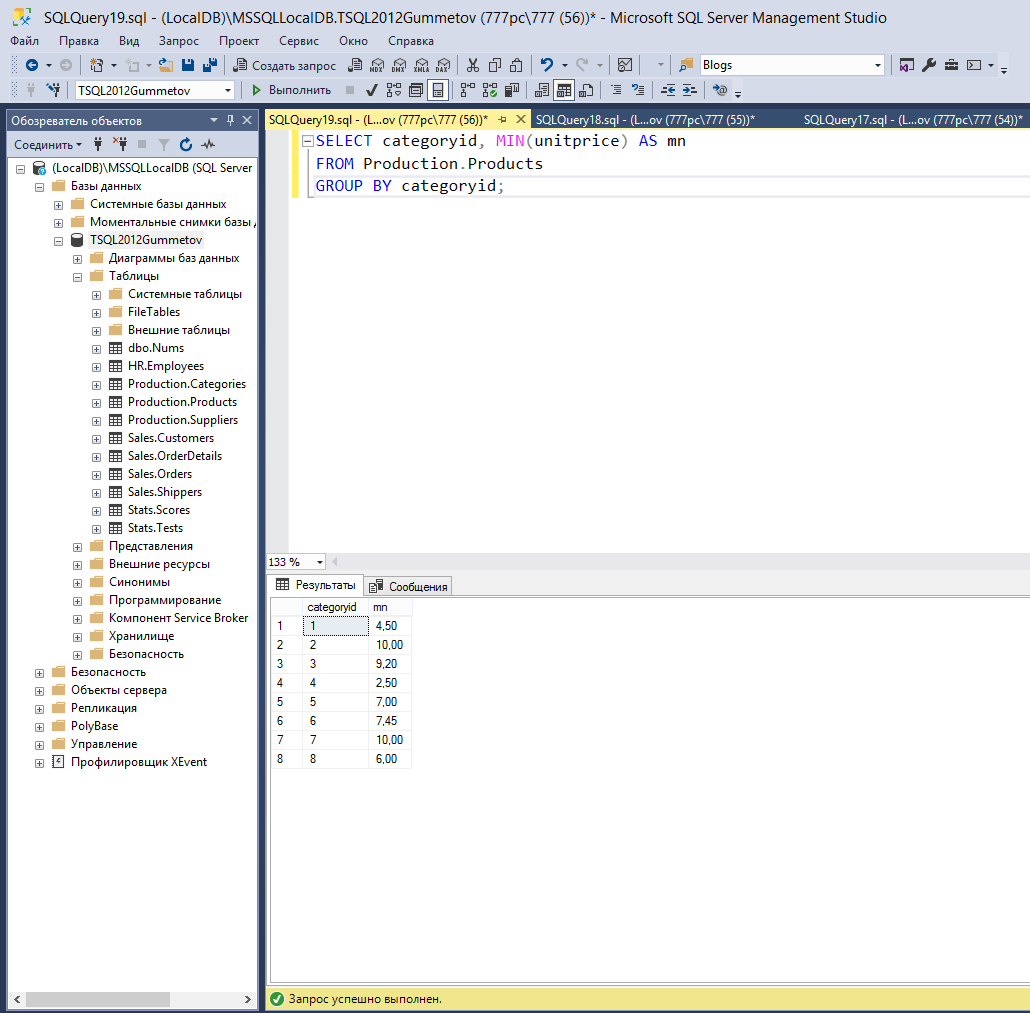 SQLQuery19.sql - (LocalDB)\MSSQLLocalDB.TSQL2012Gummetov (777pc\777 (56))* - Microsoft SQL Server Management Studio
Файл Правка Вид Запрос Проект Сервис Окно Справка
Создать запрос MDX DMX XMLA DAX Blogs
TSQL2012Gummetov Выполнить
Обозреватель объектов
Соединить
(LocalDB)\MSSQLLocalDB (SQL Server
Базы данных
Системные базы данных
Моментальные снимки базы
TSQL2012Gummetov
Диаграммы баз данных
Таблицы
Системные таблицы
FileTables
Внешние таблицы
dbo.Nums
HR.Employees
Production.Categories
Production.Products
Production.Suppliers
Sales.Customers
Sales.OrderDetails
Sales.Orders
Sales.Shippers
Stats.Scores
Stats.Tests
Представления
Внешние ресурсы
Синонимы
Программирование
Компонент Service Broker
Хранилище
Безопасность
Безопасность
Объекты сервера
Репликация
PolyBase
Управление
Профилировщик XEvent
SQLQuery19.sql - (L...ov (777pc\777 (56))* SQLQuery18.sql - (L...ov (777pc\777 (55))* SQLQuery17.sql - (L...ov (777pc\777 (54))*
SELECT categoryid, MIN(unitprice) AS mn
FROM Production.Products
GROUP BY categoryid;
133 %
Результаты Сообщения
categoryid mn
1 1 4,50
2 2 10,00
3 3 9,20
4 4 2,50
5 5 7,00
6 6 7,45
7 7 10,00
8 8 6,00
Запрос успешно выполнен.